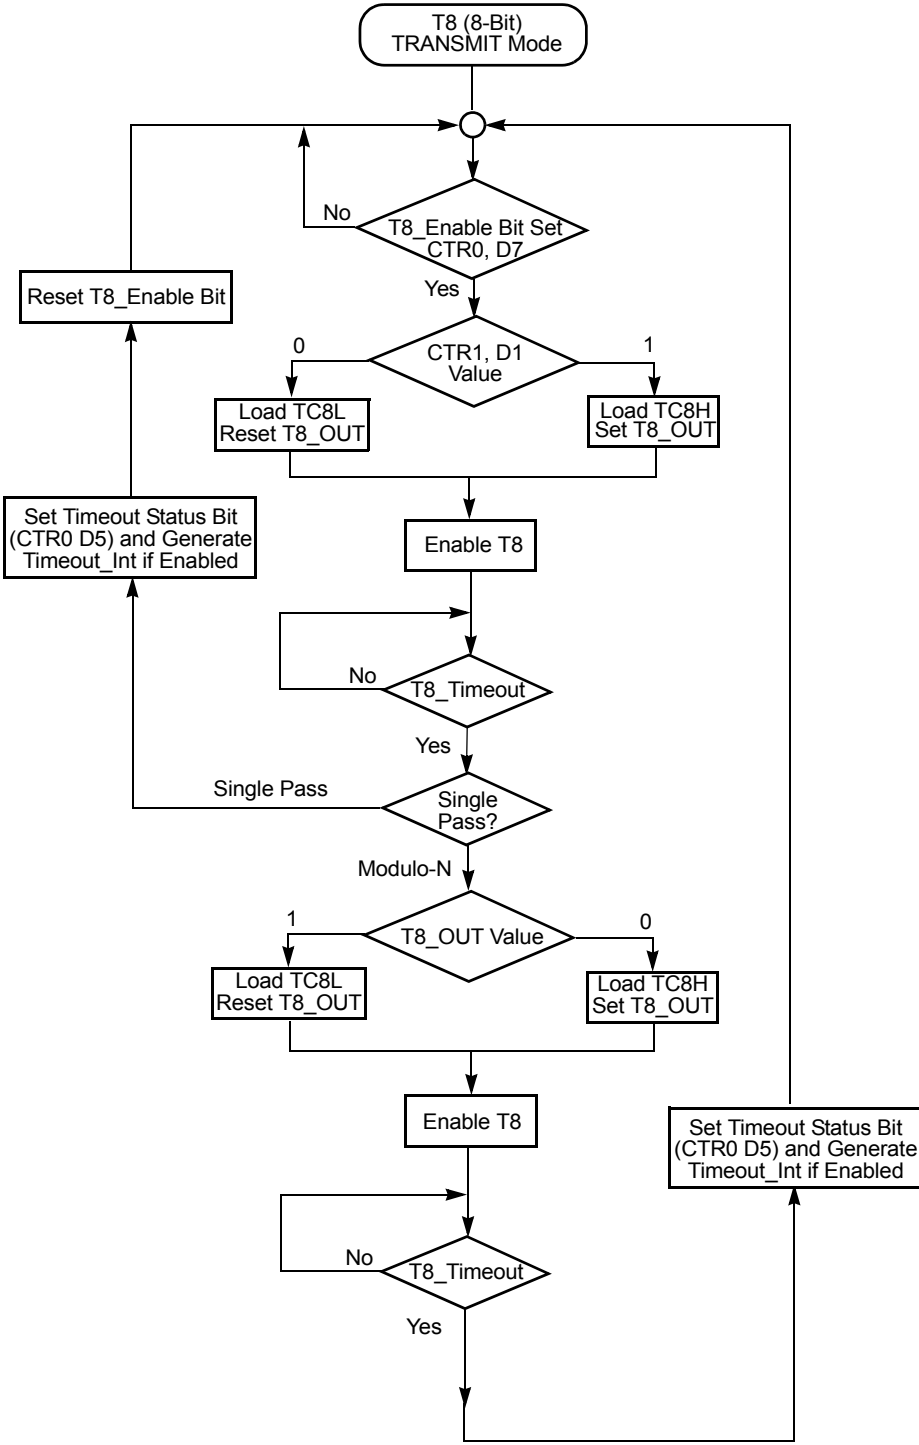 T8 (8-Bit)
TRANSMIT Mode
No
T8_Enable Bit Set
CTR0, D7
Yes
Reset T8_Enable Bit
0
CTR1, D1
Value
1
Load TC8L
Reset T8_OUT
Load TC8H
Set T8_OUT
Set Timeout Status Bit
(CTR0 D5) and Generate
Timeout_Int if Enabled
Enable T8
No
T8_Timeout
Yes
Single Pass
Single
Pass?
Modulo-N
1
T8_OUT Value
0
Load TC8L
Reset T8_OUT
Load TC8H
Set T8_OUT
Enable T8
Set Timeout Status Bit
(CTR0 D5) and Generate
Timeout_Int if Enabled
No
T8_Timeout
Yes